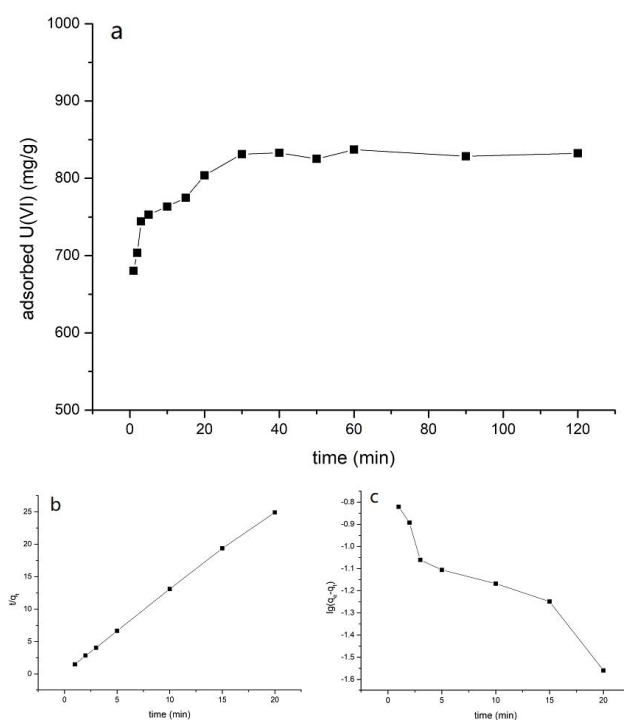 a
1000
900
800
700
600
500
adsorbed U(VI) (mg/g)
0 20 40 60 80 100 120
time (min)
b
25
20
15
10
5
0
t/qt
0 5 10 15 20
time (min)
c
-0.8
-0.9
-1.0
-1.1
-1.2
-1.3
-1.4
-1.5
-1.6
lg(qe-qt)
0 5 10 15 20
time (min)